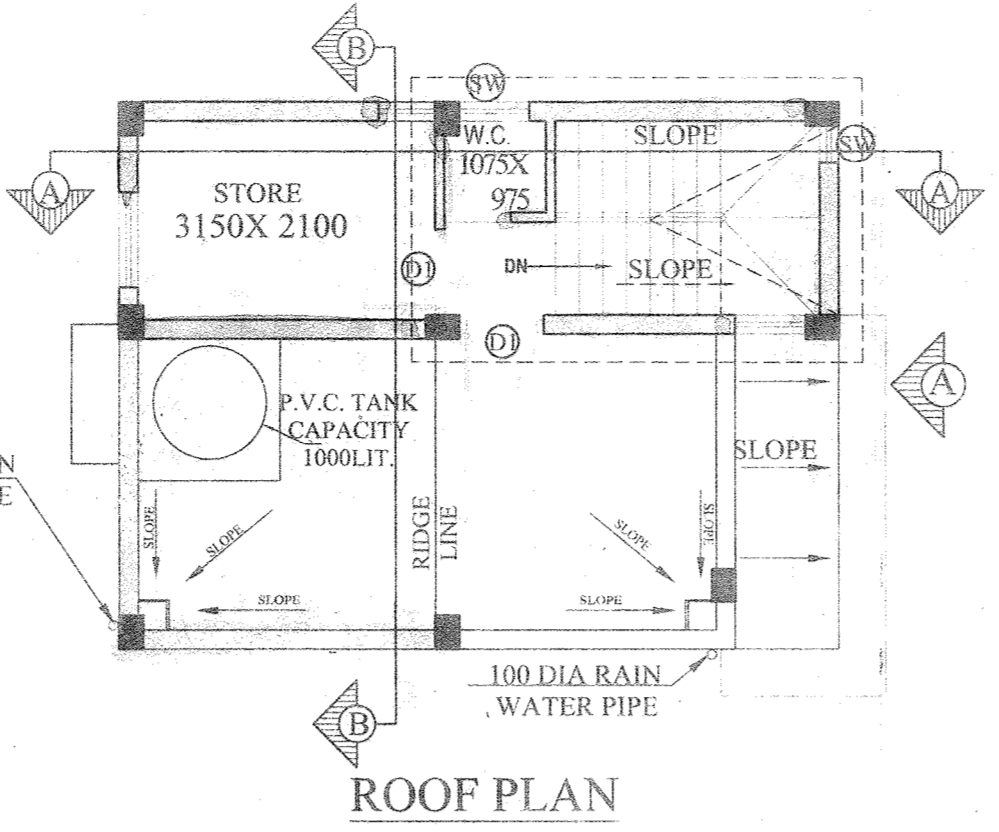 B
SW
W.C.
1075X
975
SLOPE
SW
A
A
STORE
3150X 2100
D1
DN
SLOPE
D1
P.V.C. TANK
CAPACITY
1000LIT.
A
SLOPE
RIDGE
LINE
SLOPE
SLOPE
SLOPE
SLOPE
SLOPE
SLOPE
100 DIA RAIN
WATER PIPE
B
ROOF PLAN